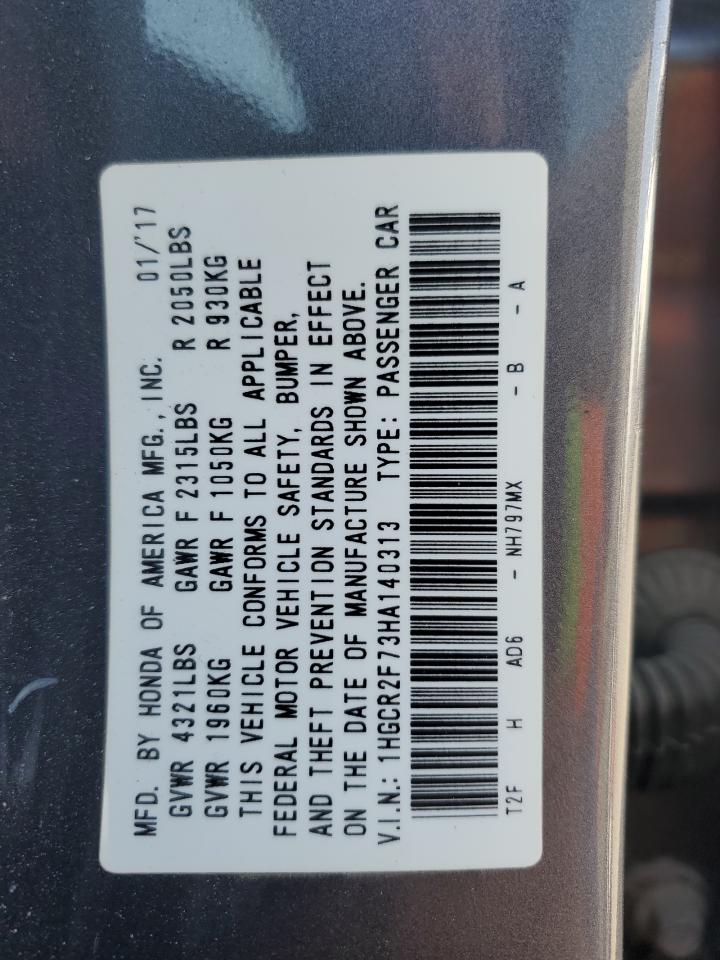 MFD. BY HONDA OF AMERICA MFG., INC. 01/'17
GVWR 4321LBS GAWR F 2315LBS R 2050LBS
GVWR 1960KG GAWR F 1050KG R 930KG
THIS VEHICLE CONFORMS TO ALL APPLICABLE
FEDERAL MOTOR VEHICLE SAFETY, BUMPER,
AND THEFT PREVENTION STANDARDS IN EFFECT
ON THE DATE OF MANUFACTURE SHOWN ABOVE.
V.I.N.: 1HGCR2F73HA140313 TYPE: PASSENGER CAR
T2F H AD6 - NH797MX - B - A